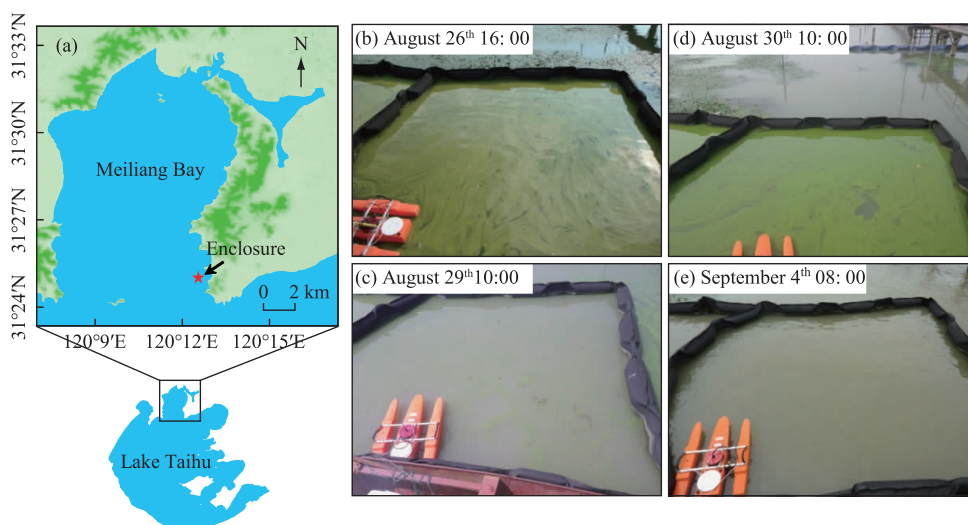 (a)
N
31°33′N
31°30′N
31°27′N
31°24′N
Meiliang Bay
Enclosure
0 2 km
120°9′E 120°12′E 120°15′E
Lake Taihu
(b) August 26th 16: 00
(c) August 29th10:00
(d) August 30th 10: 00
(e) September 4th 08: 00